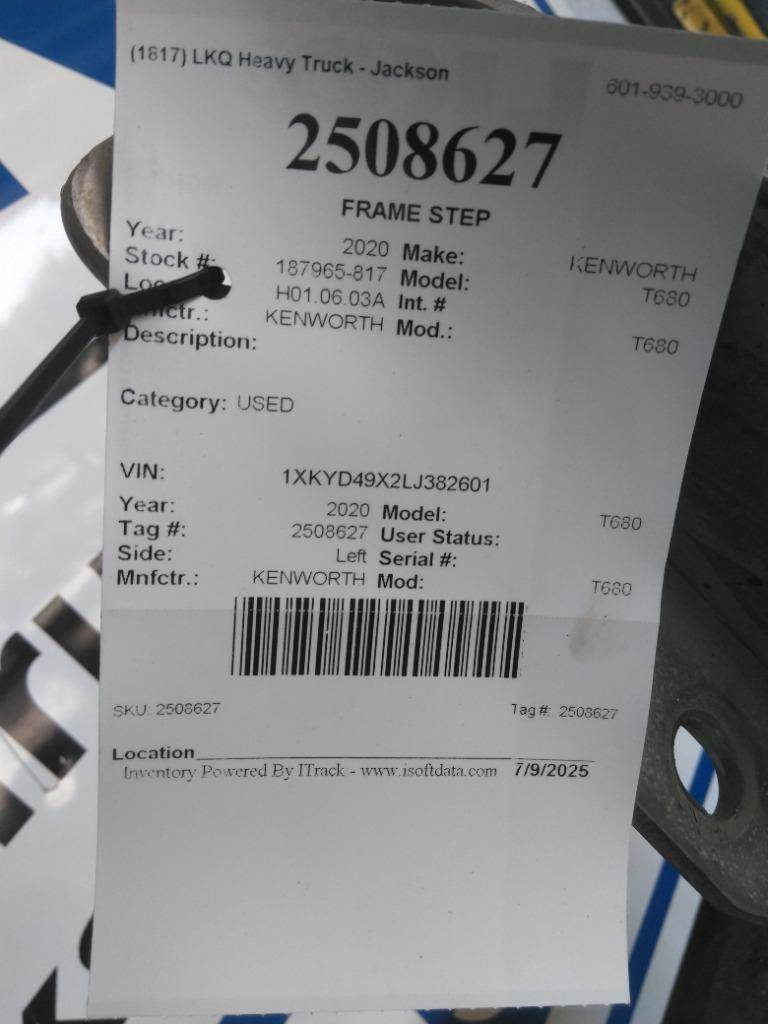 (1817) LKQ Heavy Truck - Jackson 601-939-3000
2508627
FRAME STEP
Year: 2020 Make: KENWORTH
Stock #: 187965-817 Model: T680
H01.06.03A Int. #
KENWORTH Mod.: T680
Description:
Category: USED
VIN: 1XKYD49X2LJ382601
Year: 2020 Model: T680
Tag #: 2508627 User Status:
Side: Left Serial #:
Mnfctr.: KENWORTH Mod: T680
SKU: 2508627 Tag #: 2508627
Location
Inventory Powered By ITrack - www.isoftdata.com 7/9/2025